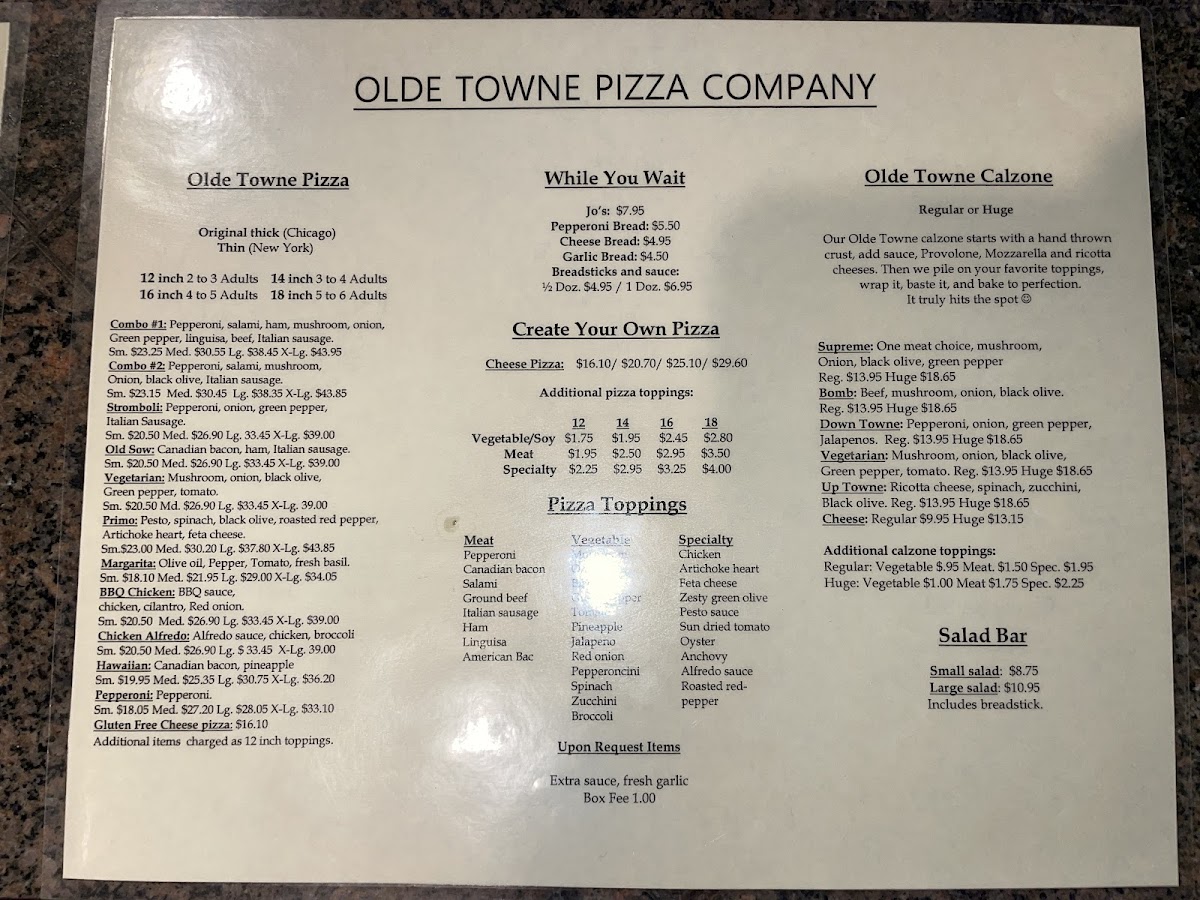 OLDE TOWNE PIZZA COMPANY
Olde Towne Pizza
Original thick (Chicago)
Thin (New York)
12 inch 2 to 3 Adults 14 inch 3 to 4 Adults
16 inch 4 to 5 Adults 18 inch 5 to 6 Adults
Combo #1: Pepperoni, salami, ham, mushroom, onion,
Green pepper, linguisa, beef, Italian sausage.
Sm. $23.25 Med. $30.55 Lg. $38.45 X-Lg. $43.95
Combo #2: Pepperoni, salami, mushroom,
Onion, black olive, Italian sausage.
Sm. $23.15 Med. $30.45 Lg. $38.35 X-Lg. $43.85
Stromboli: Pepperoni, onion, green pepper,
Italian Sausage.
Sm. $20.50 Med. $26.90 Lg. 33.45 X-Lg. $39.00
Old Sow: Canadian bacon, ham, Italian sausage.
Sm. $20.50 Med. $26.90 Lg. $33.45 X-Lg. $39.00
Vegetarian: Mushroom, onion, black olive,
Green pepper, tomato.
Sm. $20.50 Md. $26.90 Lg. $33.45 X-Lg. 39.00
Primo: Pesto, spinach, black olive, roasted red pepper,
Artichoke heart, feta cheese.
Sm.$23.00 Med. $30.20 Lg. $37.80 X-Lg. $43.85
Margarita: Olive oil, Pepper, Tomato, fresh basil.
Sm. $18.10 Med. $21.95 Lg. $29.00 X-Lg. $34.05
BBQ Chicken: BBQ sauce,
chicken, cilantro, Red onion.
Sm. $20.50 Med. $26.90 Lg. $33.45 X-Lg. $39.00
Chicken Alfredo: Alfredo sauce, chicken, broccoli
Sm. $20.50 Med. $26.90 Lg. $ 33.45 X-Lg. 39.00
Hawaiian: Canadian bacon, pineapple
Sm. $19.95 Med. $25.35 Lg. $30.75 X-Lg. $36.20
Pepperoni: Pepperoni.
Sm. $18.05 Med. $27.20 Lg. $28.05 X-Lg. $33.10
Gluten Free Cheese pizza: $16.10
Additional items charged as 12 inch toppings.
While You Wait
Jo's: $7.95
Pepperoni Bread: $5.50
Cheese Bread: $4.95
Garlic Bread: $4.50
Breadsticks and sauce:
½ Doz. $4.95 / 1 Doz. $6.95
Create Your Own Pizza
Cheese Pizza: $16.10/ $20.70/ $25.10/ $29.60
Additional pizza toppings:
12 14 16 18
Vegetable/Soy $1.75 $1.95 $2.45 $2.80
Meat $1.95 $2.50 $2.95 $3.50
Specialty $2.25 $2.95 $3.25 $4.00
Pizza Toppings
Meat
Pepperoni
Canadian bacon
Salami
Ground beef
Italian sausage
Ham
Linguisa
American Bac
Vegetable
Pineapple
Jalapeno
Red onion
Pepperoncini
Spinach
Zucchini
Broccoli
Specialty
Chicken
Artichoke heart
Feta cheese
Zesty green olive
Pesto sauce
Sun dried tomato
Oyster
Anchovy
Alfredo sauce
Roasted red-
pepper
Upon Request Items
Extra sauce, fresh garlic
Box Fee 1.00
Olde Towne Calzone
Regular or Huge
Our Olde Towne calzone starts with a hand thrown
crust, add sauce, Provolone, Mozzarella and ricotta
cheeses. Then we pile on your favorite toppings,
wrap it, baste it, and bake to perfection.
It truly hits the spot ☺
Supreme: One meat choice, mushroom,
Onion, black olive, green pepper
Reg. $13.95 Huge $18.65
Bomb: Beef, mushroom, onion, black olive.
Reg. $13.95 Huge $18.65
Down Towne: Pepperoni, onion, green pepper,
Jalapenos. Reg. $13.95 Huge $18.65
Vegetarian: Mushroom, onion, black olive,
Green pepper, tomato. Reg. $13.95 Huge $18.65
Up Towne: Ricotta cheese, spinach, zucchini,
Black olive. Reg. $13.95 Huge $18.65
Cheese: Regular $9.95 Huge $13.15
Additional calzone toppings:
Regular: Vegetable $.95 Meat. $1.50 Spec. $1.95
Huge: Vegetable $1.00 Meat $1.75 Spec. $2.25
Salad Bar
Small salad: $8.75
Large salad: $10.95
Includes breadstick.